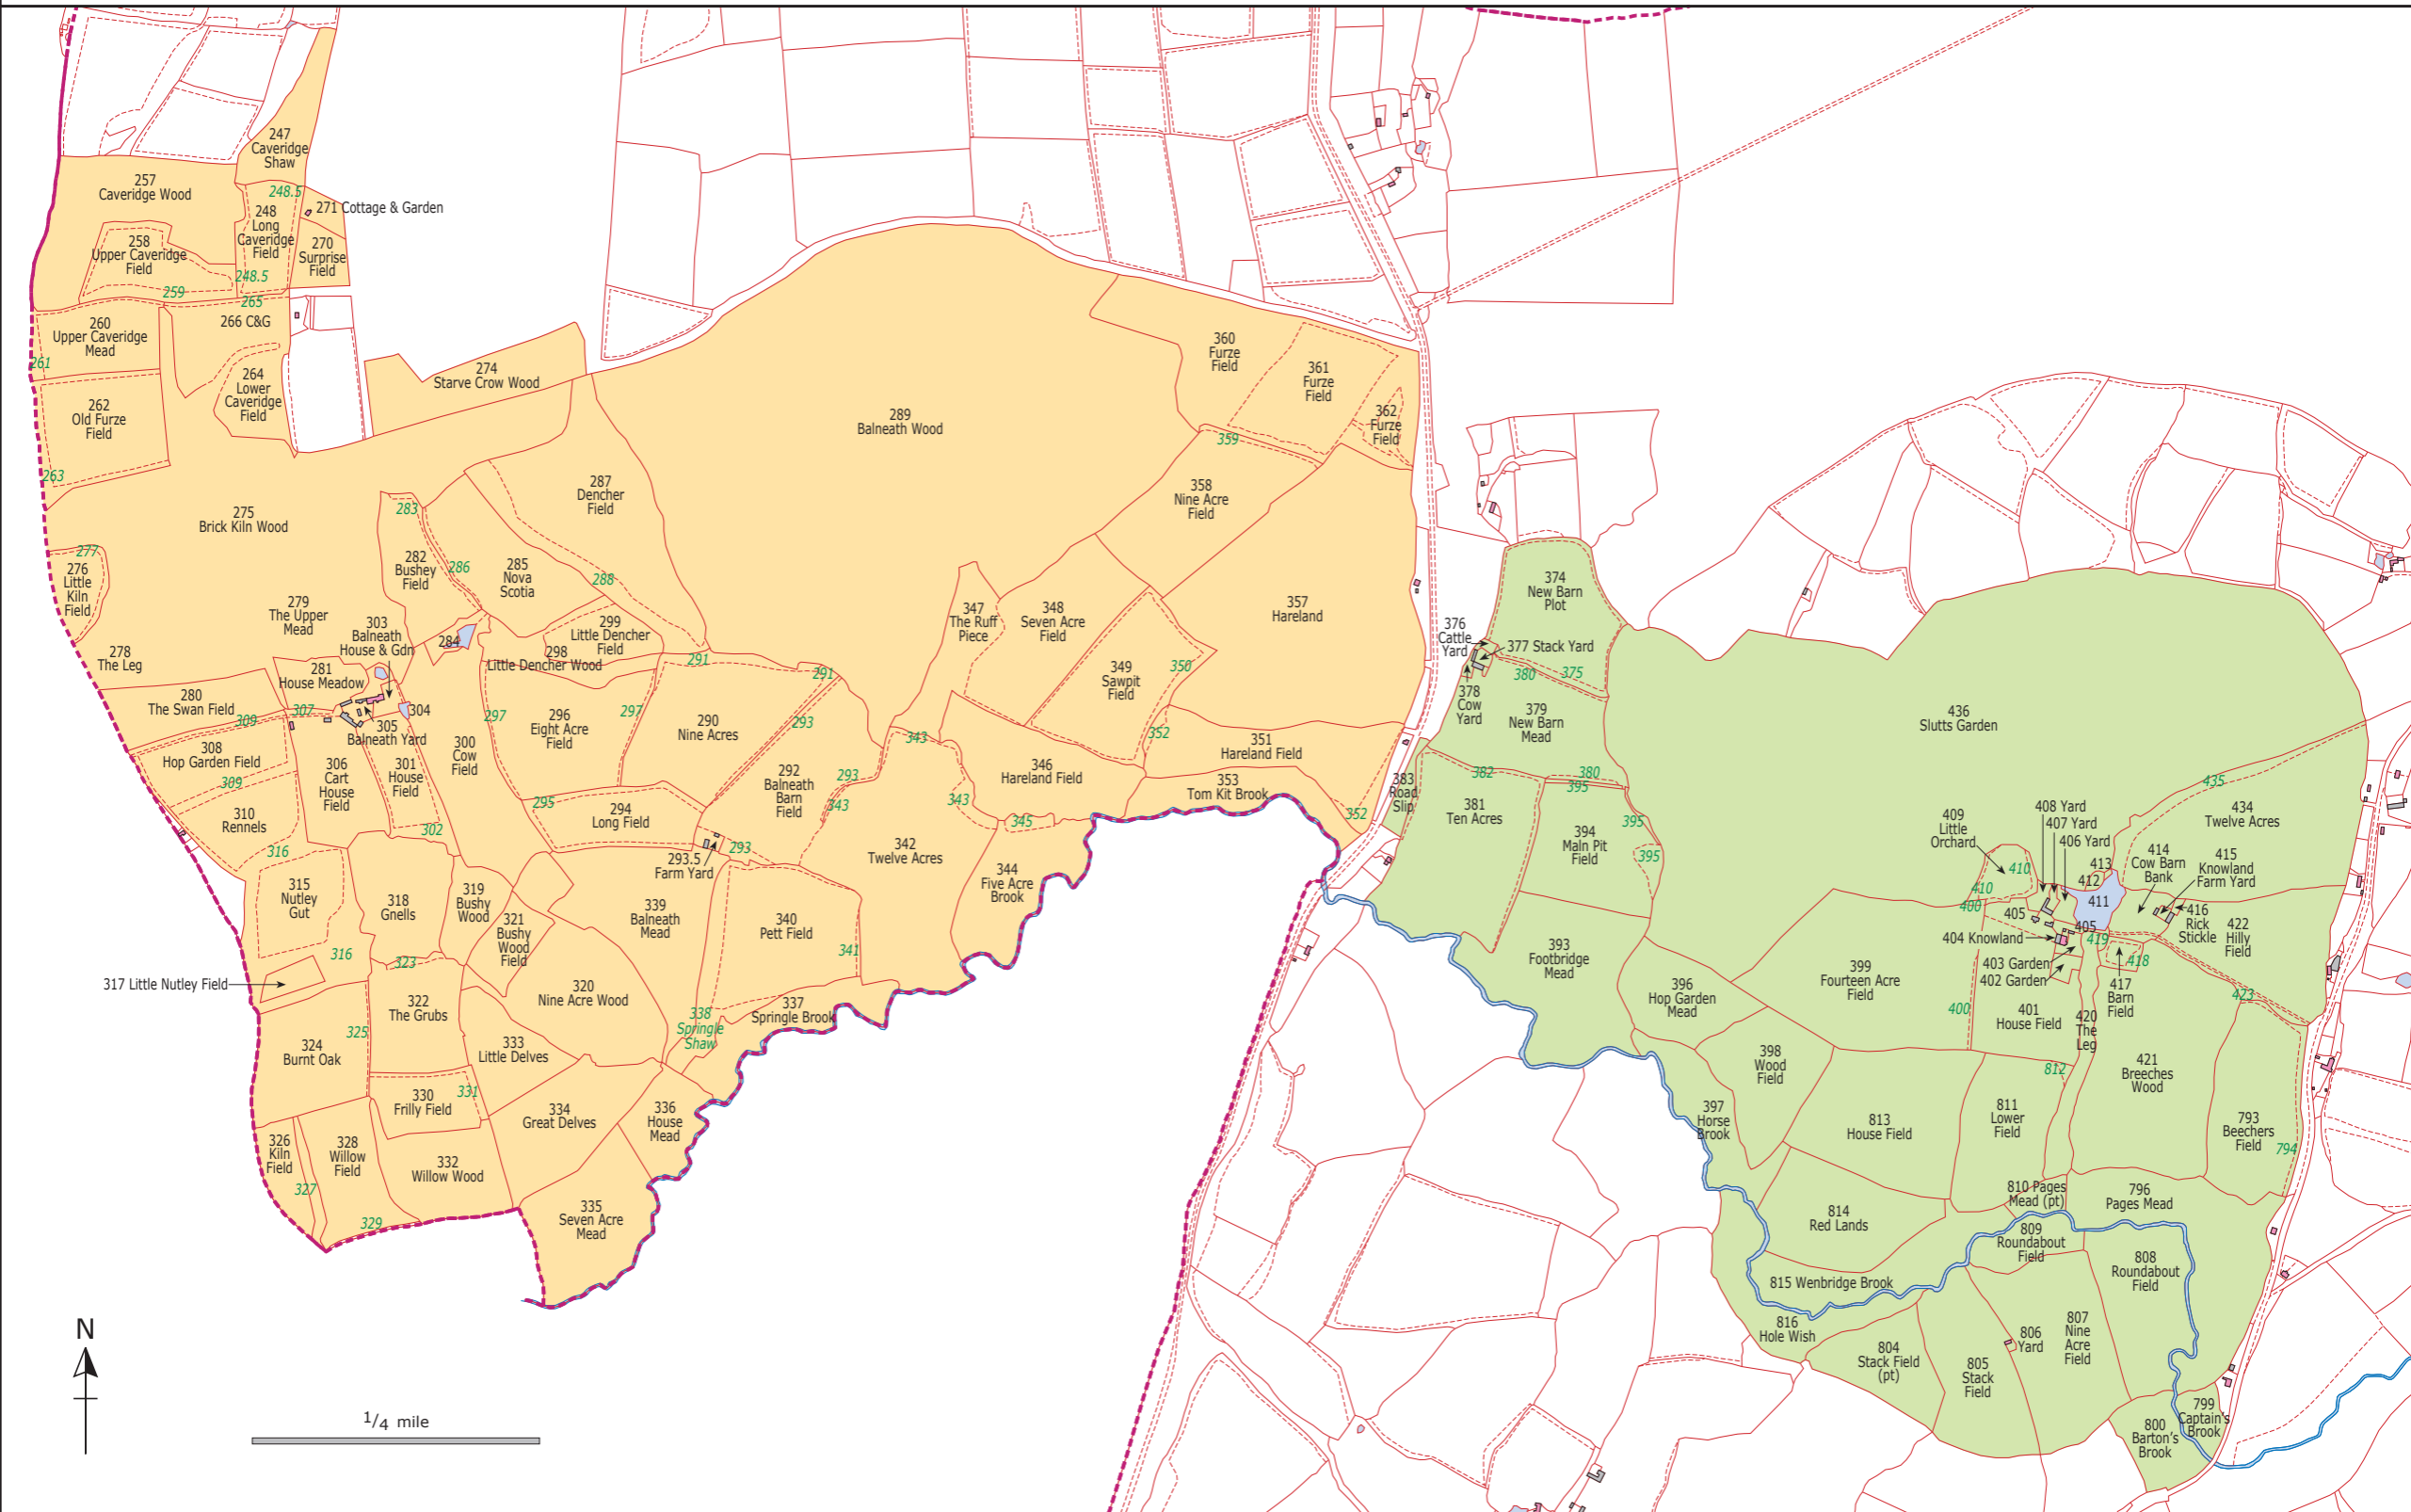 247
Caveridge
Shaw
257
Caveridge Wood
248.5
248
Long
Caveridge
Field
271 Cottage & Garden
270
Surprise
Field
258
Upper Caveridge
Field
248.5
259
265
260
Upper Caveridge
Mead
266 C&G
261
264
Lower
Caveridge
Field
262
Old Furze
Field
263
274
Starve Crow Wood
289
Balneath Wood
360
Furze
Field
361
Furze
Field
362
Furze
Field
359
287
Dencher
Field
358
Nine Acre
Field
275
Brick Kiln Wood
283
277
276
Little
Kiln
Field
282
Bushey
Field
286
285
Nova
Scotia
288
279
The Upper
Mead
303
Balneath
House & Gdn
284
299
Little Dencher
Field
298
Little Dencher Wood
291
291
347
The Ruff
Piece
348
Seven Acre
Field
357
Hareland
349
Sawpit
Field
350
278
The Leg
281
House Meadow
280
The Swan Field
309
307
304
305
Balneath Yard
308
Hop Garden Field
309
306
Cart
House
Field
301
House
Field
302
300
Cow
Field
297
296
Eight Acre
Field
297
290
Nine Acres
293
343
352
351
Hareland Field
346
Hareland Field
353
Tom Kit Brook
352
292
Balneath
Barn
Field
293
343
343
345
295
294
Long Field
310
Rennels
316
293.5
Farm Yard
293
342
Twelve Acres
344
Five Acre
Brook
315
Nutley
Gut
318
Gnells
319
Bushy
Wood
321
Bushy
Wood
Field
339
Balneath
Mead
340
Pett Field
341
316
323
317 Little Nutley Field
320
Nine Acre Wood
322
The Grubs
338
Springle
Shaw
337
Springle Brook
325
324
Burnt Oak
333
Little Delves
330
Frilly Field
331
334
Great Delves
336
House
Mead
326
Kiln
Field
328
Willow
Field
332
Willow Wood
327
329
335
Seven Acre
Mead
374
New Barn
Plot
376
Cattle
Yard
377 Stack Yard
380
375
378
Cow
Yard
379
New Barn
Mead
383
Road
Slip
382
380
395
381
Ten Acres
394
Maln Pit
Field
395
395
436
Slutts Garden
435
434
Twelve Acres
409
Little
Orchard
408 Yard
407 Yard
406 Yard
414
Cow Barn
Bank
415
Knowland
Farm Yard
413
412
410
410
411
400
405
405
416
Rick
Stickle
422
Hilly
Field
404 Knowland
419
418
403 Garden
402 Garden
417
Barn
Field
423
393
Footbridge
Mead
396
Hop Garden
Mead
399
Fourteen Acre
Field
400
401
House Field
420
The
Leg
398
Wood
Field
812
421
Breeches
Wood
397
Horse
Brook
813
House Field
811
Lower
Field
793
Beechers
Field
794
810 Pages
Mead (pt)
796
Pages Mead
814
Red Lands
809
Roundabout
Field
808
Roundabout
Field
815 Wenbridge Brook
816
Hole Wish
804
Stack Field
(pt)
805
Stack
Field
806
Yard
807
Nine
Acre
Field
799
Captain's
Brook
800
Barton's
Brook
N
1/4 mile